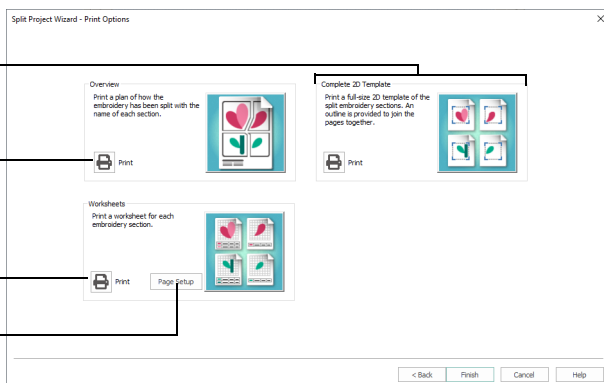 Split Project Wizard - Print Options
Overview
Print a plan of how the
embroidery has been split with the
name of each section.
Print
Complete 2D Template
Print a full-size 2D template of the
split embroidery sections. An
outline is provided to join the
pages together.
Print
Worksheets
Print a worksheet for each
embroidery section.
Print
Page Setup
< Back
Finish
Cancel
Help